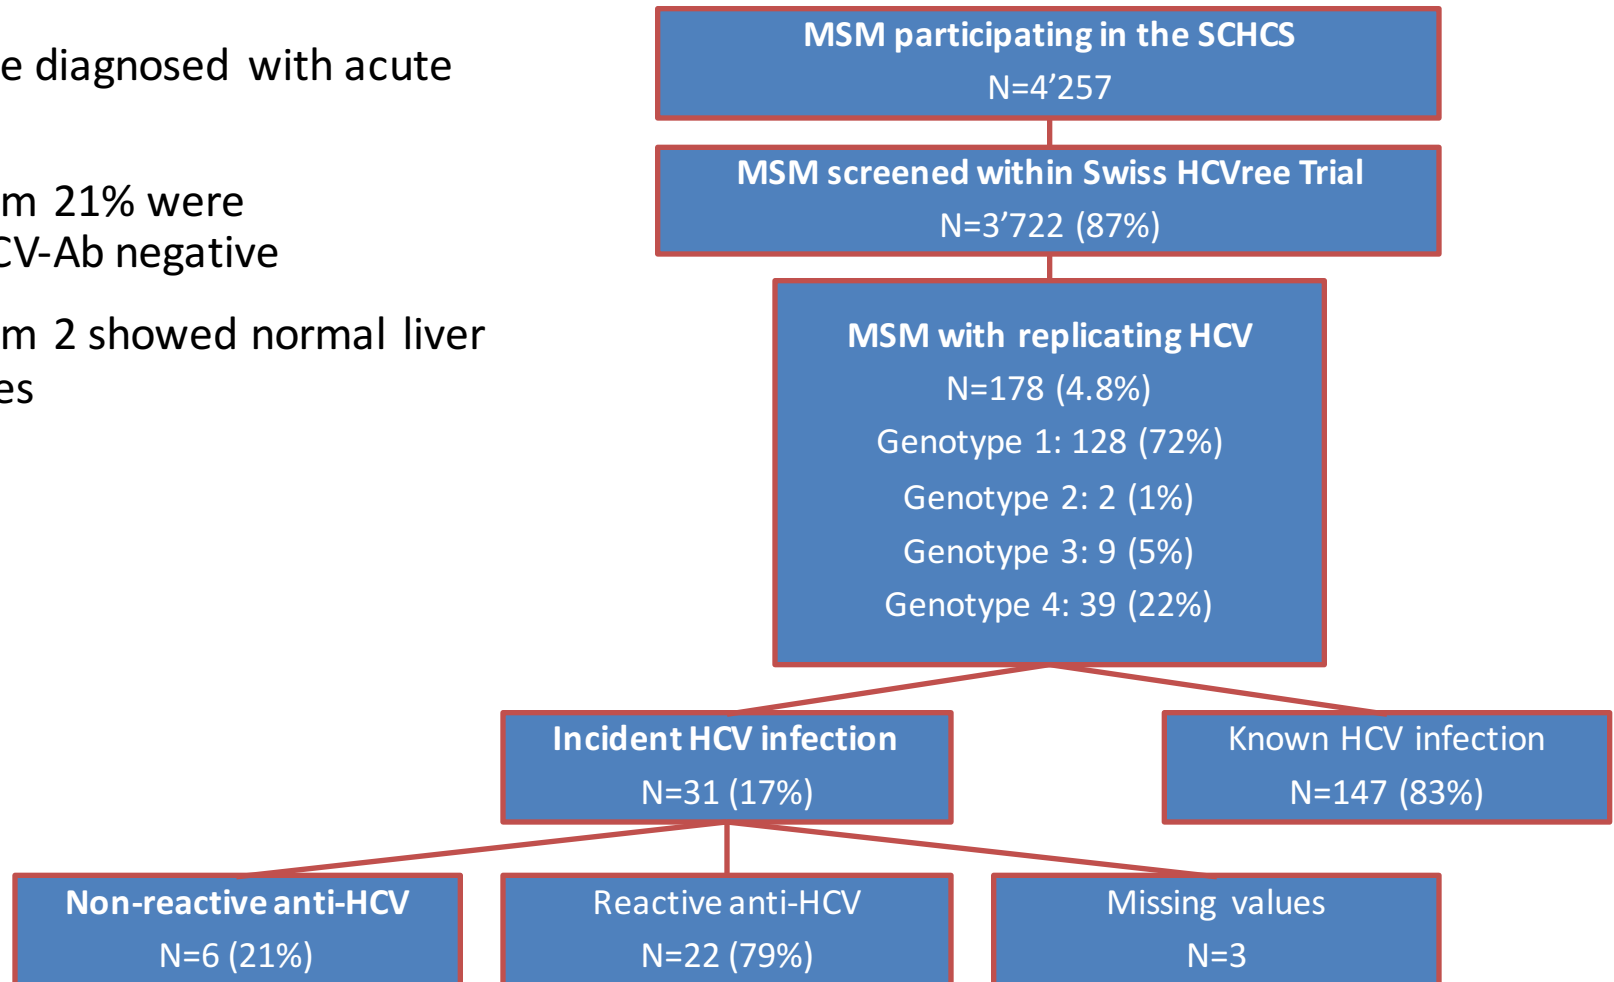 e diagnosed with acute
m 21% were
CV-Ab negative
m 2 showed normal liver
es
MSM participating in the SCHCS
N=4’257
MSM screened within Swiss HCVree Trial
N=3’722 (87%)
MSM with replicating HCV
N=178 (4.8%)
Genotype 1: 128 (72%)
Genotype 2: 2 (1%)
Genotype 3: 9 (5%)
Genotype 4: 39 (22%)
Incident HCV infection
N=31 (17%)
Known HCV infection
N=147 (83%)
Non-reactive anti-HCV
N=6 (21%)
Reactive anti-HCV
N=22 (79%)
Missing values
N=3